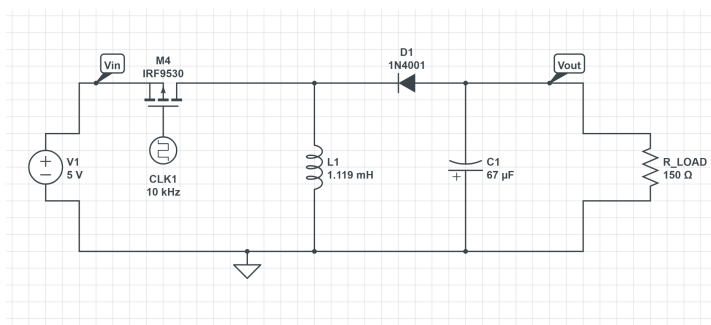 Vin
M4
IRF9530
D1
1N4001
Vout
V1
5 V
CLK1
10 kHz
L1
1.119 mH
C1
67 µF
R_LOAD
150 Ω